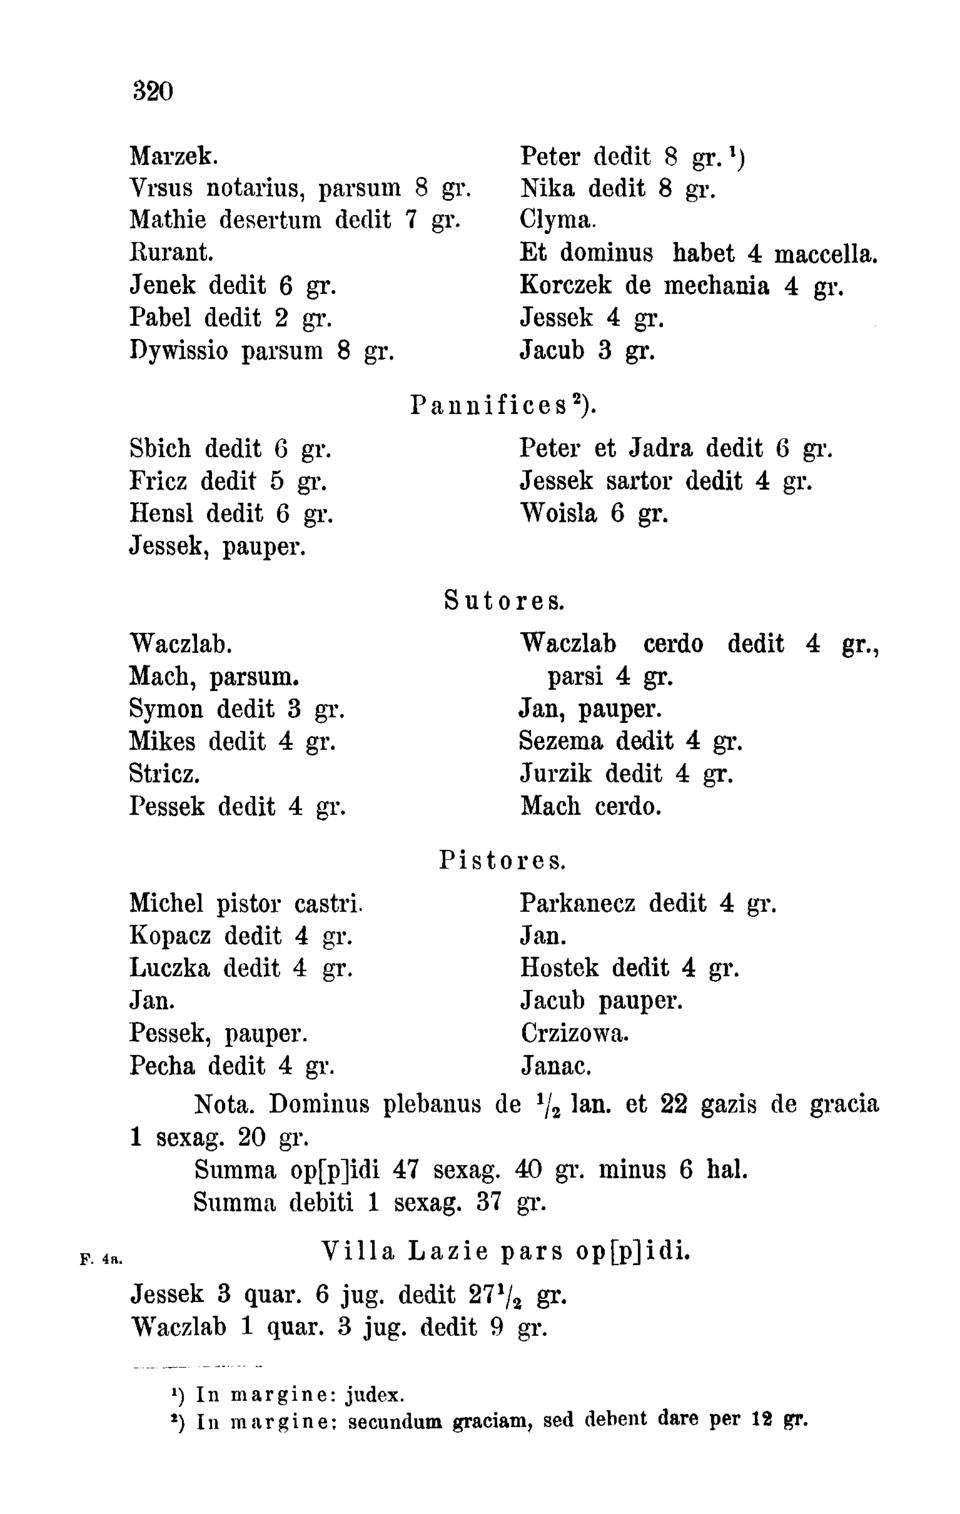 320
Marzek.
Vrsus notarius, parsum 8 gr.
Mathie desertum dedit 7 gr.
Rurant.
Jenek dedit 6 gr.
Pabel dedit 2 gr.
Dywissio parsum 8 gr.
Peter dedit 8 gr. ¹)
Nika dedit 8 gr.
Clyma.
Et dominus habet 4 maccella.
Korczek de mechania 4 gr.
Jessek 4 gr.
Jacub 3 gr.
Pannifices ²).
Sbich dedit 6 gr.
Fricz dedit 5 gr.
Hensl dedit 6 gr.
Jessek, pauper.
Peter et Jadra dedit 6 gr.
Jessek sartor dedit 4 gr.
Woisla 6 gr.
Sutores.
Waczlab.
Mach, parsum.
Symon dedit 3 gr.
Mikes dedit 4 gr.
Stricz.
Pessek dedit 4 gr.
Waczlab cerdo dedit 4 gr.,
parsi 4 gr.
Jan, pauper.
Sezema dedit 4 gr.
Jurzik dedit 4 gr.
Mach cerdo.
Pistores.
Michel pistor castri.
Kopacz dedit 4 gr.
Luczka dedit 4 gr.
Jan.
Pessek, pauper.
Pecha dedit 4 gr.
Parkanecz dedit 4 gr.
Jan.
Hostek dedit 4 gr.
Jacub pauper.
Crzizowa.
Janac.
Nota. Dominus plebanus de ¹/₂ lan. et 22 gazis de gracia
1 sexag. 20 gr.
Summa op[p]idi 47 sexag. 40 gr. minus 6 hal.
Summa debiti 1 sexag. 37 gr.
F. 4a. Villa Lazie pars op[p]idi.
Jessek 3 quar. 6 jug. dedit 27¹/₂ gr.
Waczlab 1 quar. 3 jug. dedit 9 gr.
¹) In margine: judex.
²) In margine: secundum graciam, sed debent dare per 12 gr.